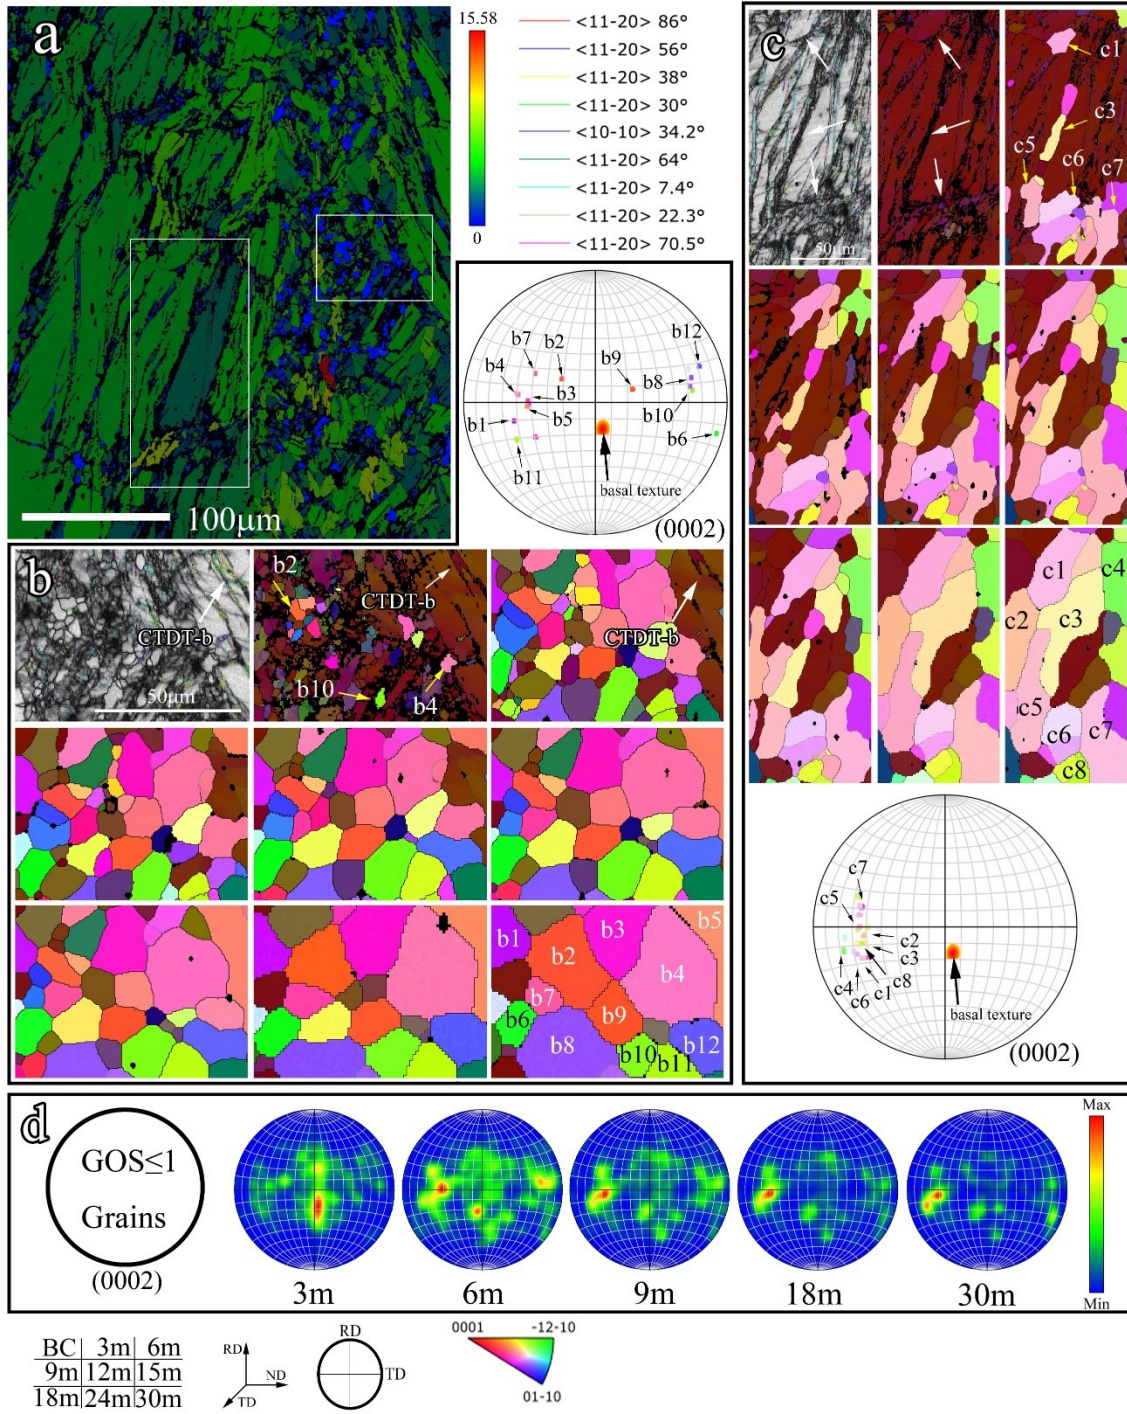 a
100μm
15.58
0
<11-20> 86°
<11-20> 56°
<11-20> 38°
<11-20> 30°
<10-10> 34.2°
<11-20> 64°
<11-20> 7.4°
<11-20> 22.3°
<11-20> 70.5°
b12
b7
b2
b9
b4
b8
b3
b10
b1
b5
b6
b11
basal texture
(0002)
b
CTDT-b
50μm
b2
CTDT-b
b10
b4
CTDT-b
b1
b2
b3
b5
b4
b7
b6
b9
b8
b10
b11
b12
c
50μm
c1
c3
c5
c6
c7
c1
c4
c2
c3
c5
c6
c7
c8
c7
c5
c2
c3
c4
c8
c6
c1
basal texture
(0002)
d
GOS≤1
Grains
(0002)
3m
6m
9m
18m
30m
Max
Min
BC 3m 6m
9m 12m 15m
18m 24m 30m
RD
ND
TD
RD
TD
0001
-12-10
01-10